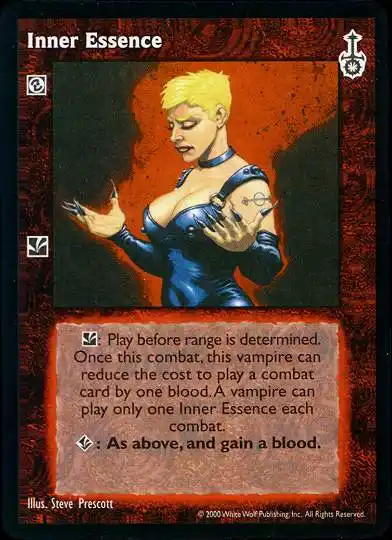 Inner Essence
: Play before range is determined.
Once this combat, this vampire can
reduce the cost to play a combat
card by one blood. A vampire can
play only one Inner Essence each
combat.
: As above, and gain a blood.
Illus. Steve Prescott
© 2000 White Wolf Publishing, Inc. All Rights Reserved.